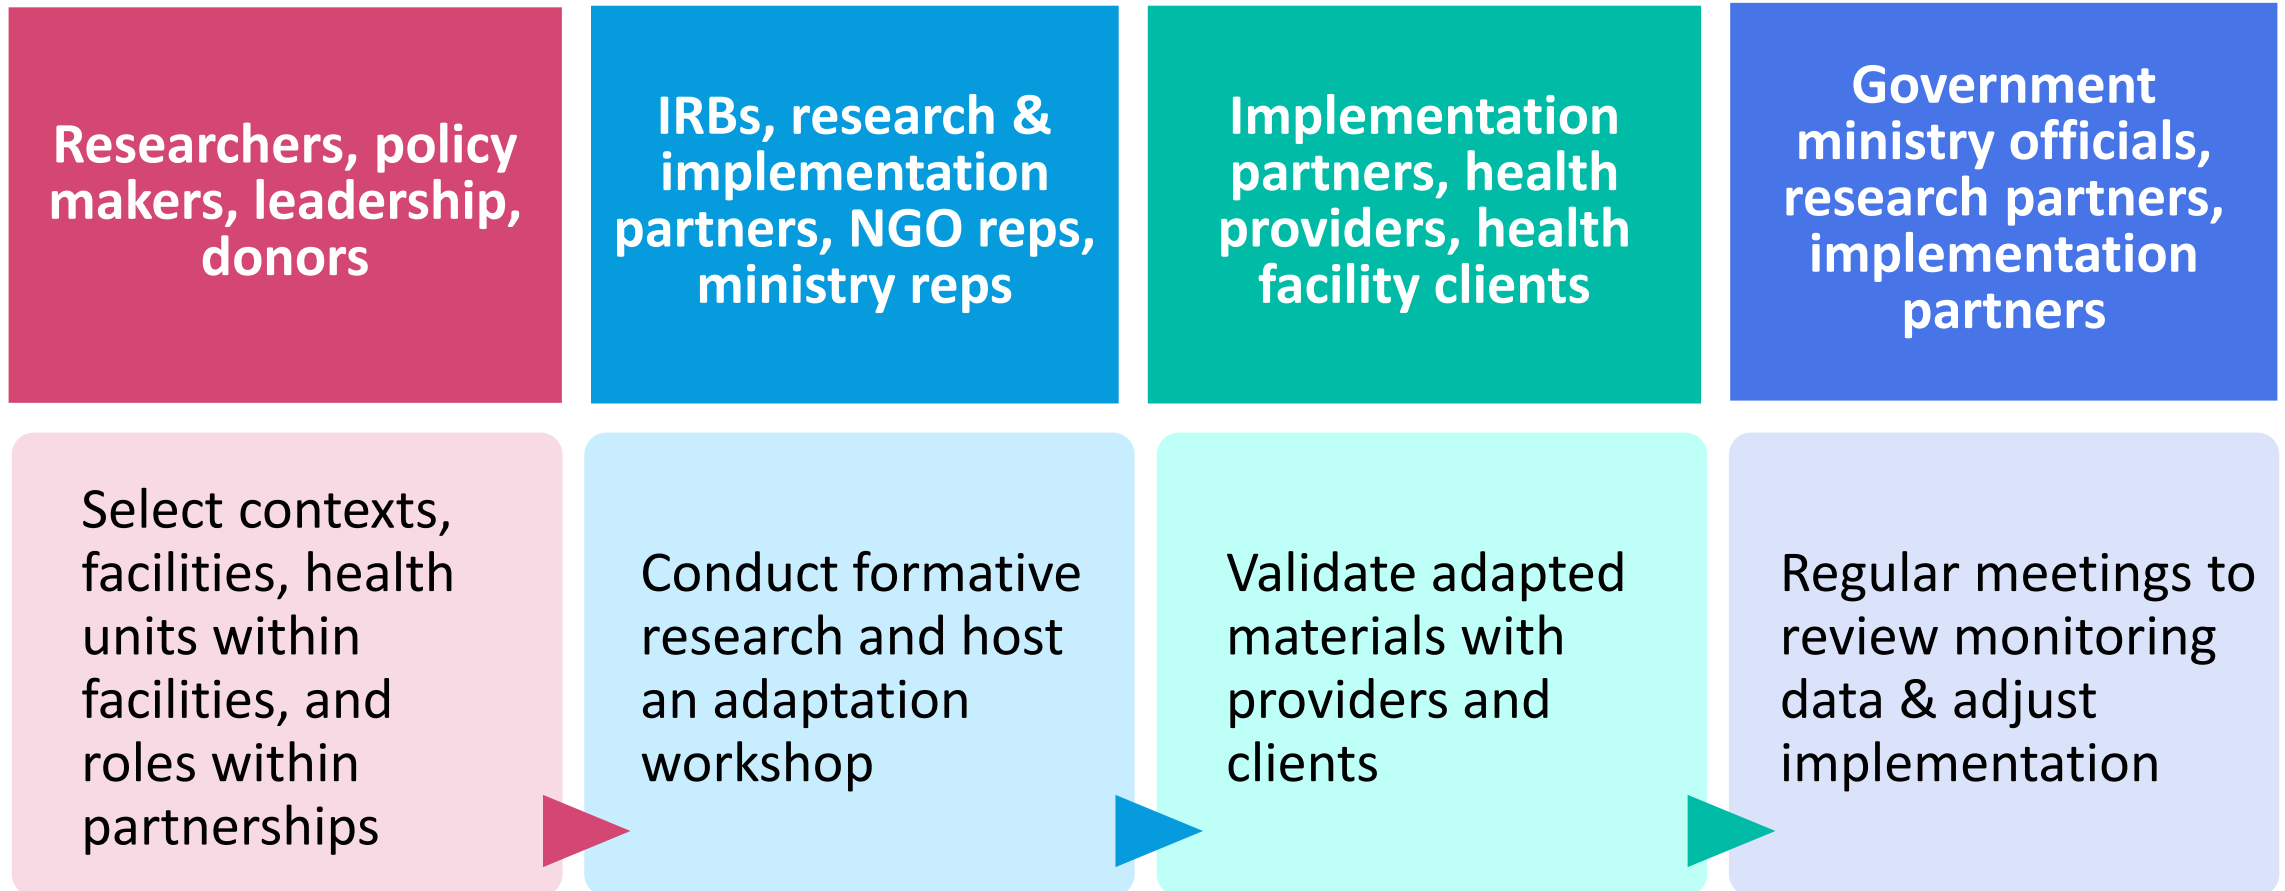 Researchers, policy
makers, leadership,
donors
IRBs, research &
implementation
partners, NGO reps,
ministry reps
Implementation
partners, health
providers, health
facility clients
Government
ministry officials,
research partners,
implementation
partners
Select contexts,
facilities, health
units within
facilities, and
roles within
partnerships
Conduct formative
research and host
an adaptation
workshop
Validate adapted
materials with
providers and
clients
Regular meetings to
review monitoring
data & adjust
implementation